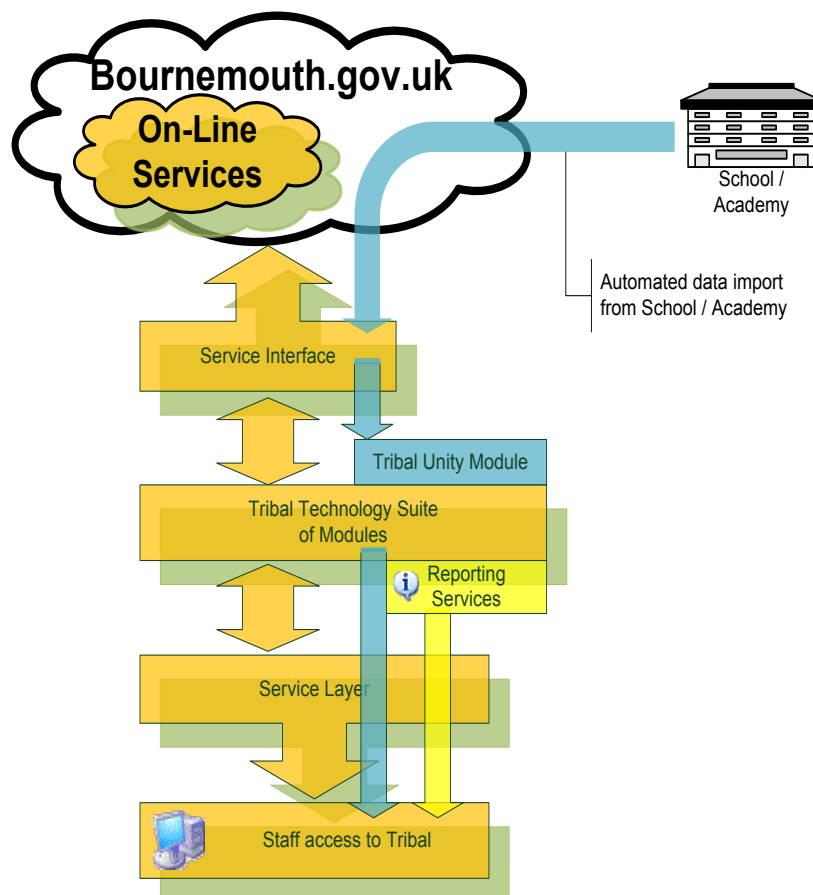 Bournemouth.gov.uk
On-Line
Services
School /
Academy
Automated data import
from School / Academy
Service Interface
Tribal Unity Module
Tribal Technology Suite
of Modules
Reporting
Services
Service Layer
Staff access to Tribal